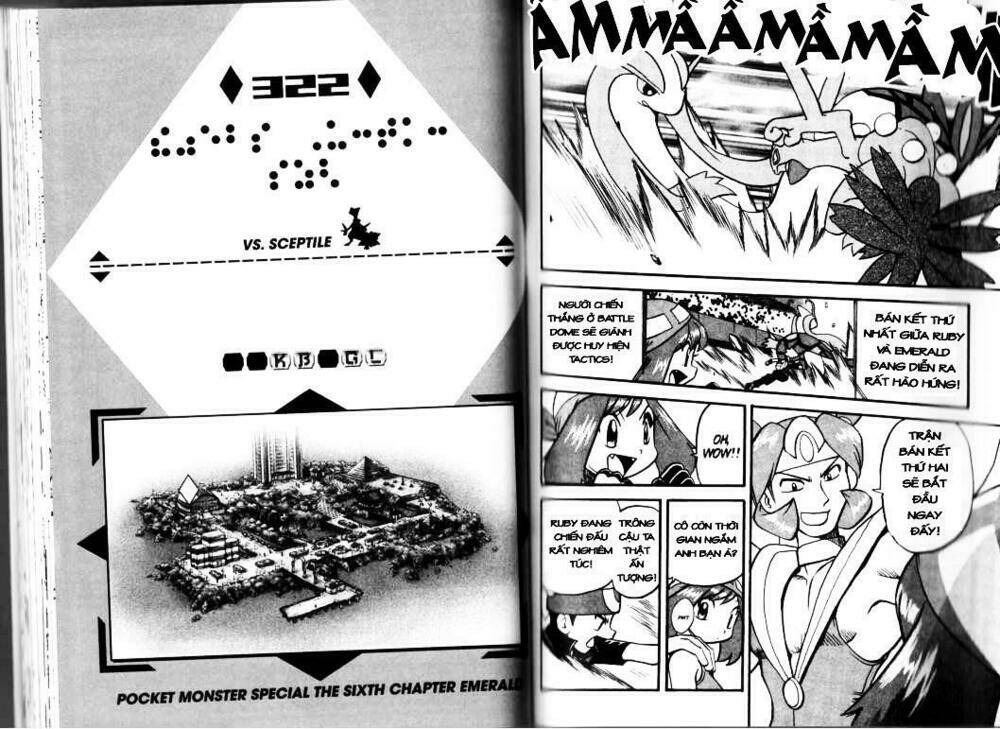 322
VS. SCEPTILE
K B G C
POCKET MONSTER SPECIAL THE SIXTH CHAPTER EMERALD
ẦMMẦẦMẦMẦM
NGƯỜI CHIẾN
THẮNG Ở BATTLE
DOME SẼ GIÀNH
ĐƯỢC HUY HIỆN
TACTICS!
BÁN KẾT THỨ
NHẤT GIỮA RUBY
VÀ EMERALD
ĐANG DIỄN RA
RẤT HÀO HỨNG!
OH,
WOW!!
TRẬN
BÁN KẾT
THỨ HAI
SẼ BẮT
ĐẦU
NGAY
ĐẤY!
RUBY ĐANG
CHIẾN ĐẤU
RẤT NGHIÊM
TÚC!
TRÔNG
CẬU TA
THẬT
ẤN
TƯỢNG!
CÔ CÒN THỜI
GIAN NGẮM
ANH BẠN Á?